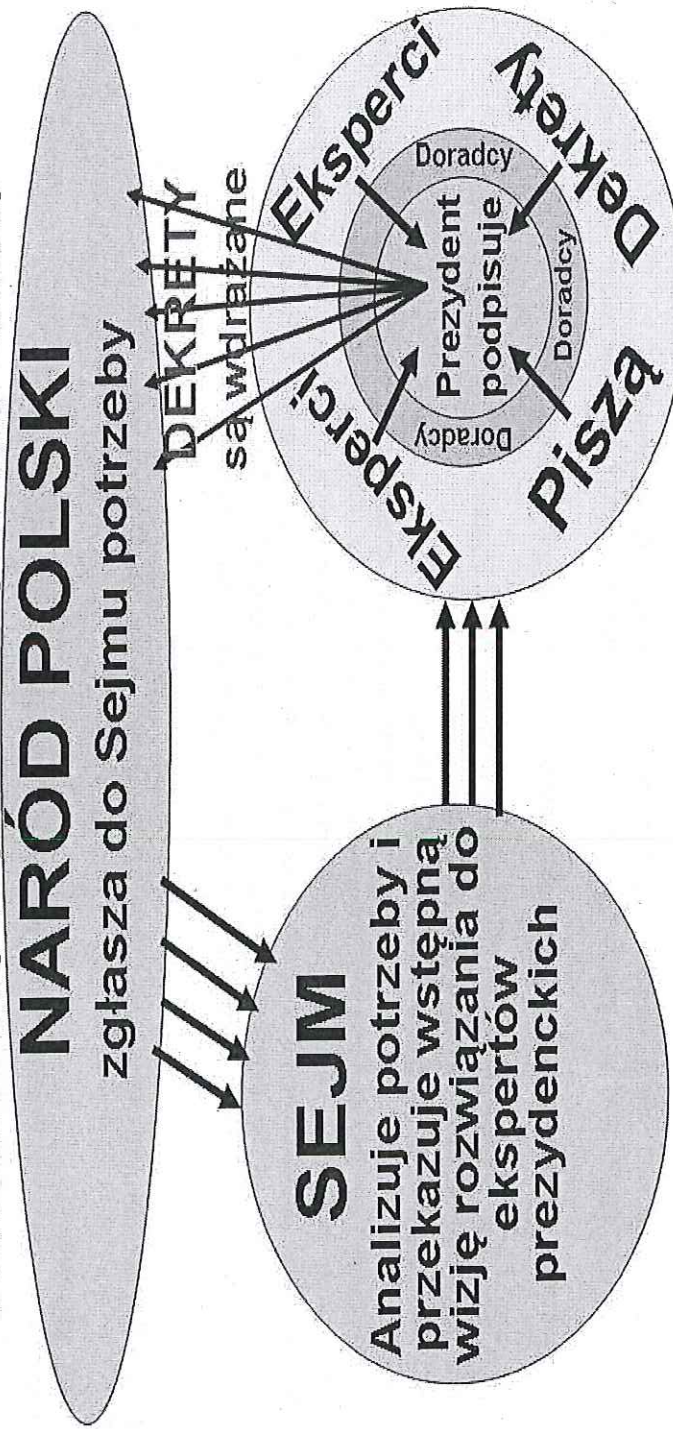 NARÓD POLSKI
zgłasza do Sejmu potrzeby
DEKRETY
są wdrażane
SEJM
Analizuje potrzeby i
przekazuje wstępną
wizję rozwiązania do
ekspertów
prezydenckich
Eksperci
Eksperci
Piszą
Dekrety
Doradcy
Doradcy
Doradcy
Prezydent
podpisuje